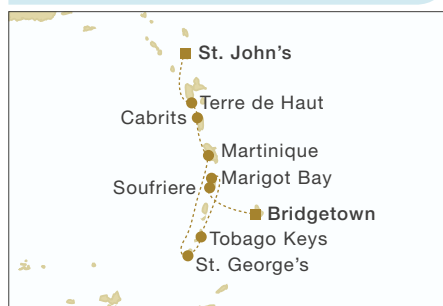 St. John's
Terre de Haut
Cabrits
Martinique
Marigot Bay
Soufriere
Bridgetown
Tobago Keys
St. George's